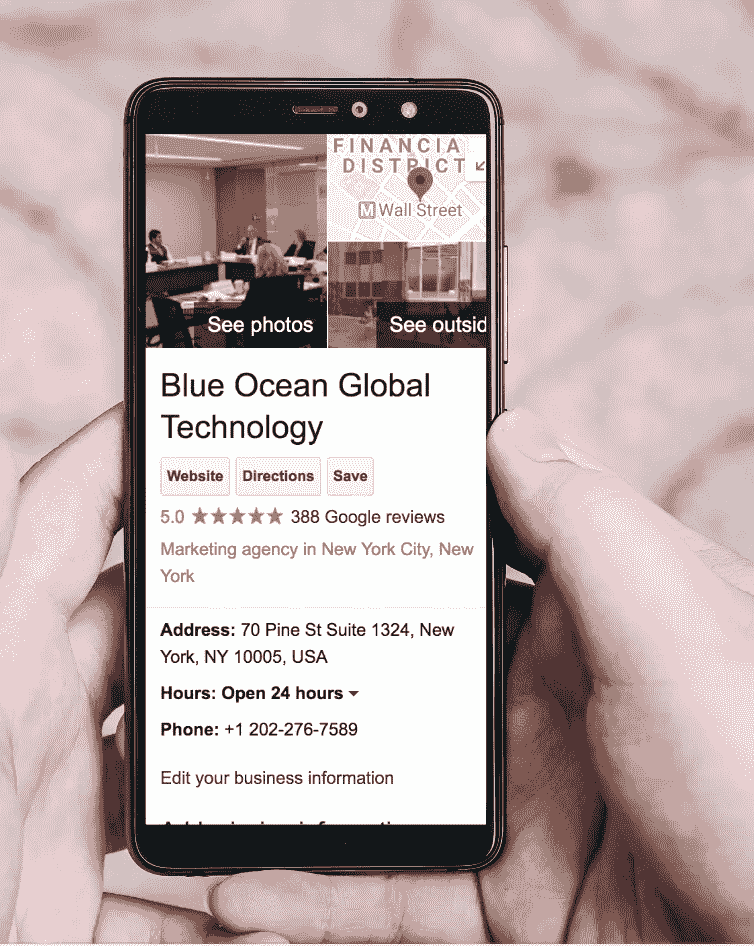 FINANCIA
DISTRICT
M Wall Street
See photos
See outsid
Blue Ocean Global
Technology
Website Directions Save
5.0 ★★★★★ 388 Google reviews
Marketing agency in New York City, New
York
Address: 70 Pine St Suite 1324, New
York, NY 10005, USA
Hours: Open 24 hours
Phone: +1 202-276-7589
Edit your business information